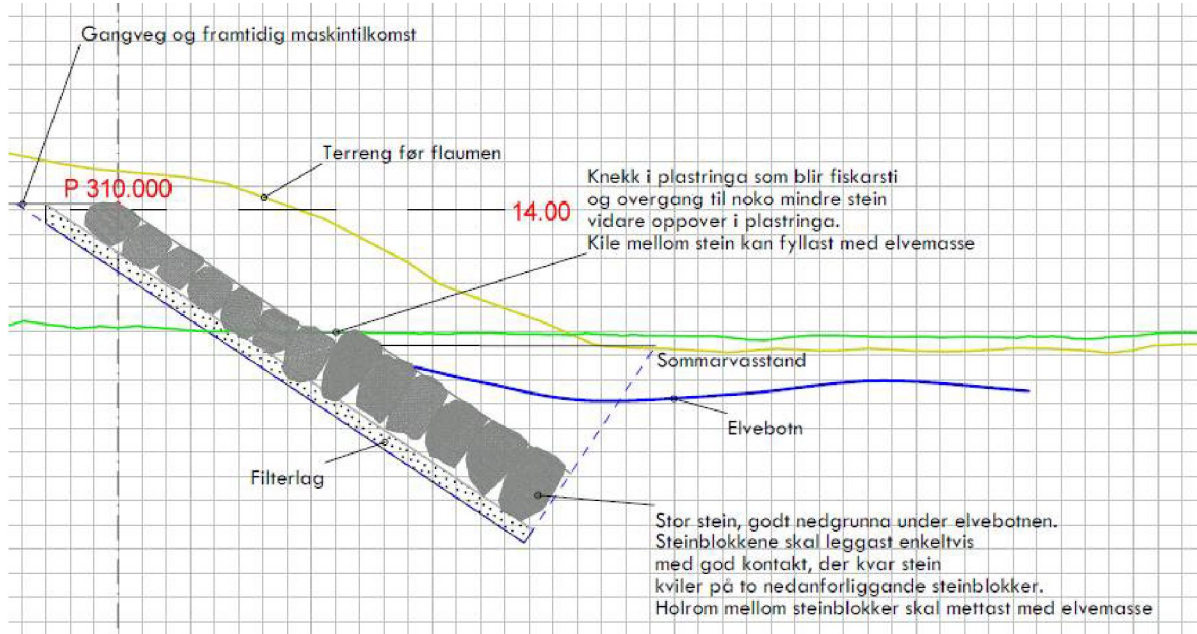 Gangveg og framtidig maskintilkomst
Terreng før flaumen
P 310.000
14.00
Knekk i plastringa som blir fiskarsti
og overgang til noko mindre stein
vidare oppover i plastringa.
Kile mellom stein kan fyllast med elvemasse
Sommarvasstand
Elvebotn
Filterlag
Stor stein, godt nedgrunna under elvebotnen.
Steinblokkene skal leggast enkeltvis
med god kontakt, der kvar stein
kviler på to nedanforliggande steinblokker.
Holrom mellom steinblokker skal mettast med elvemasse